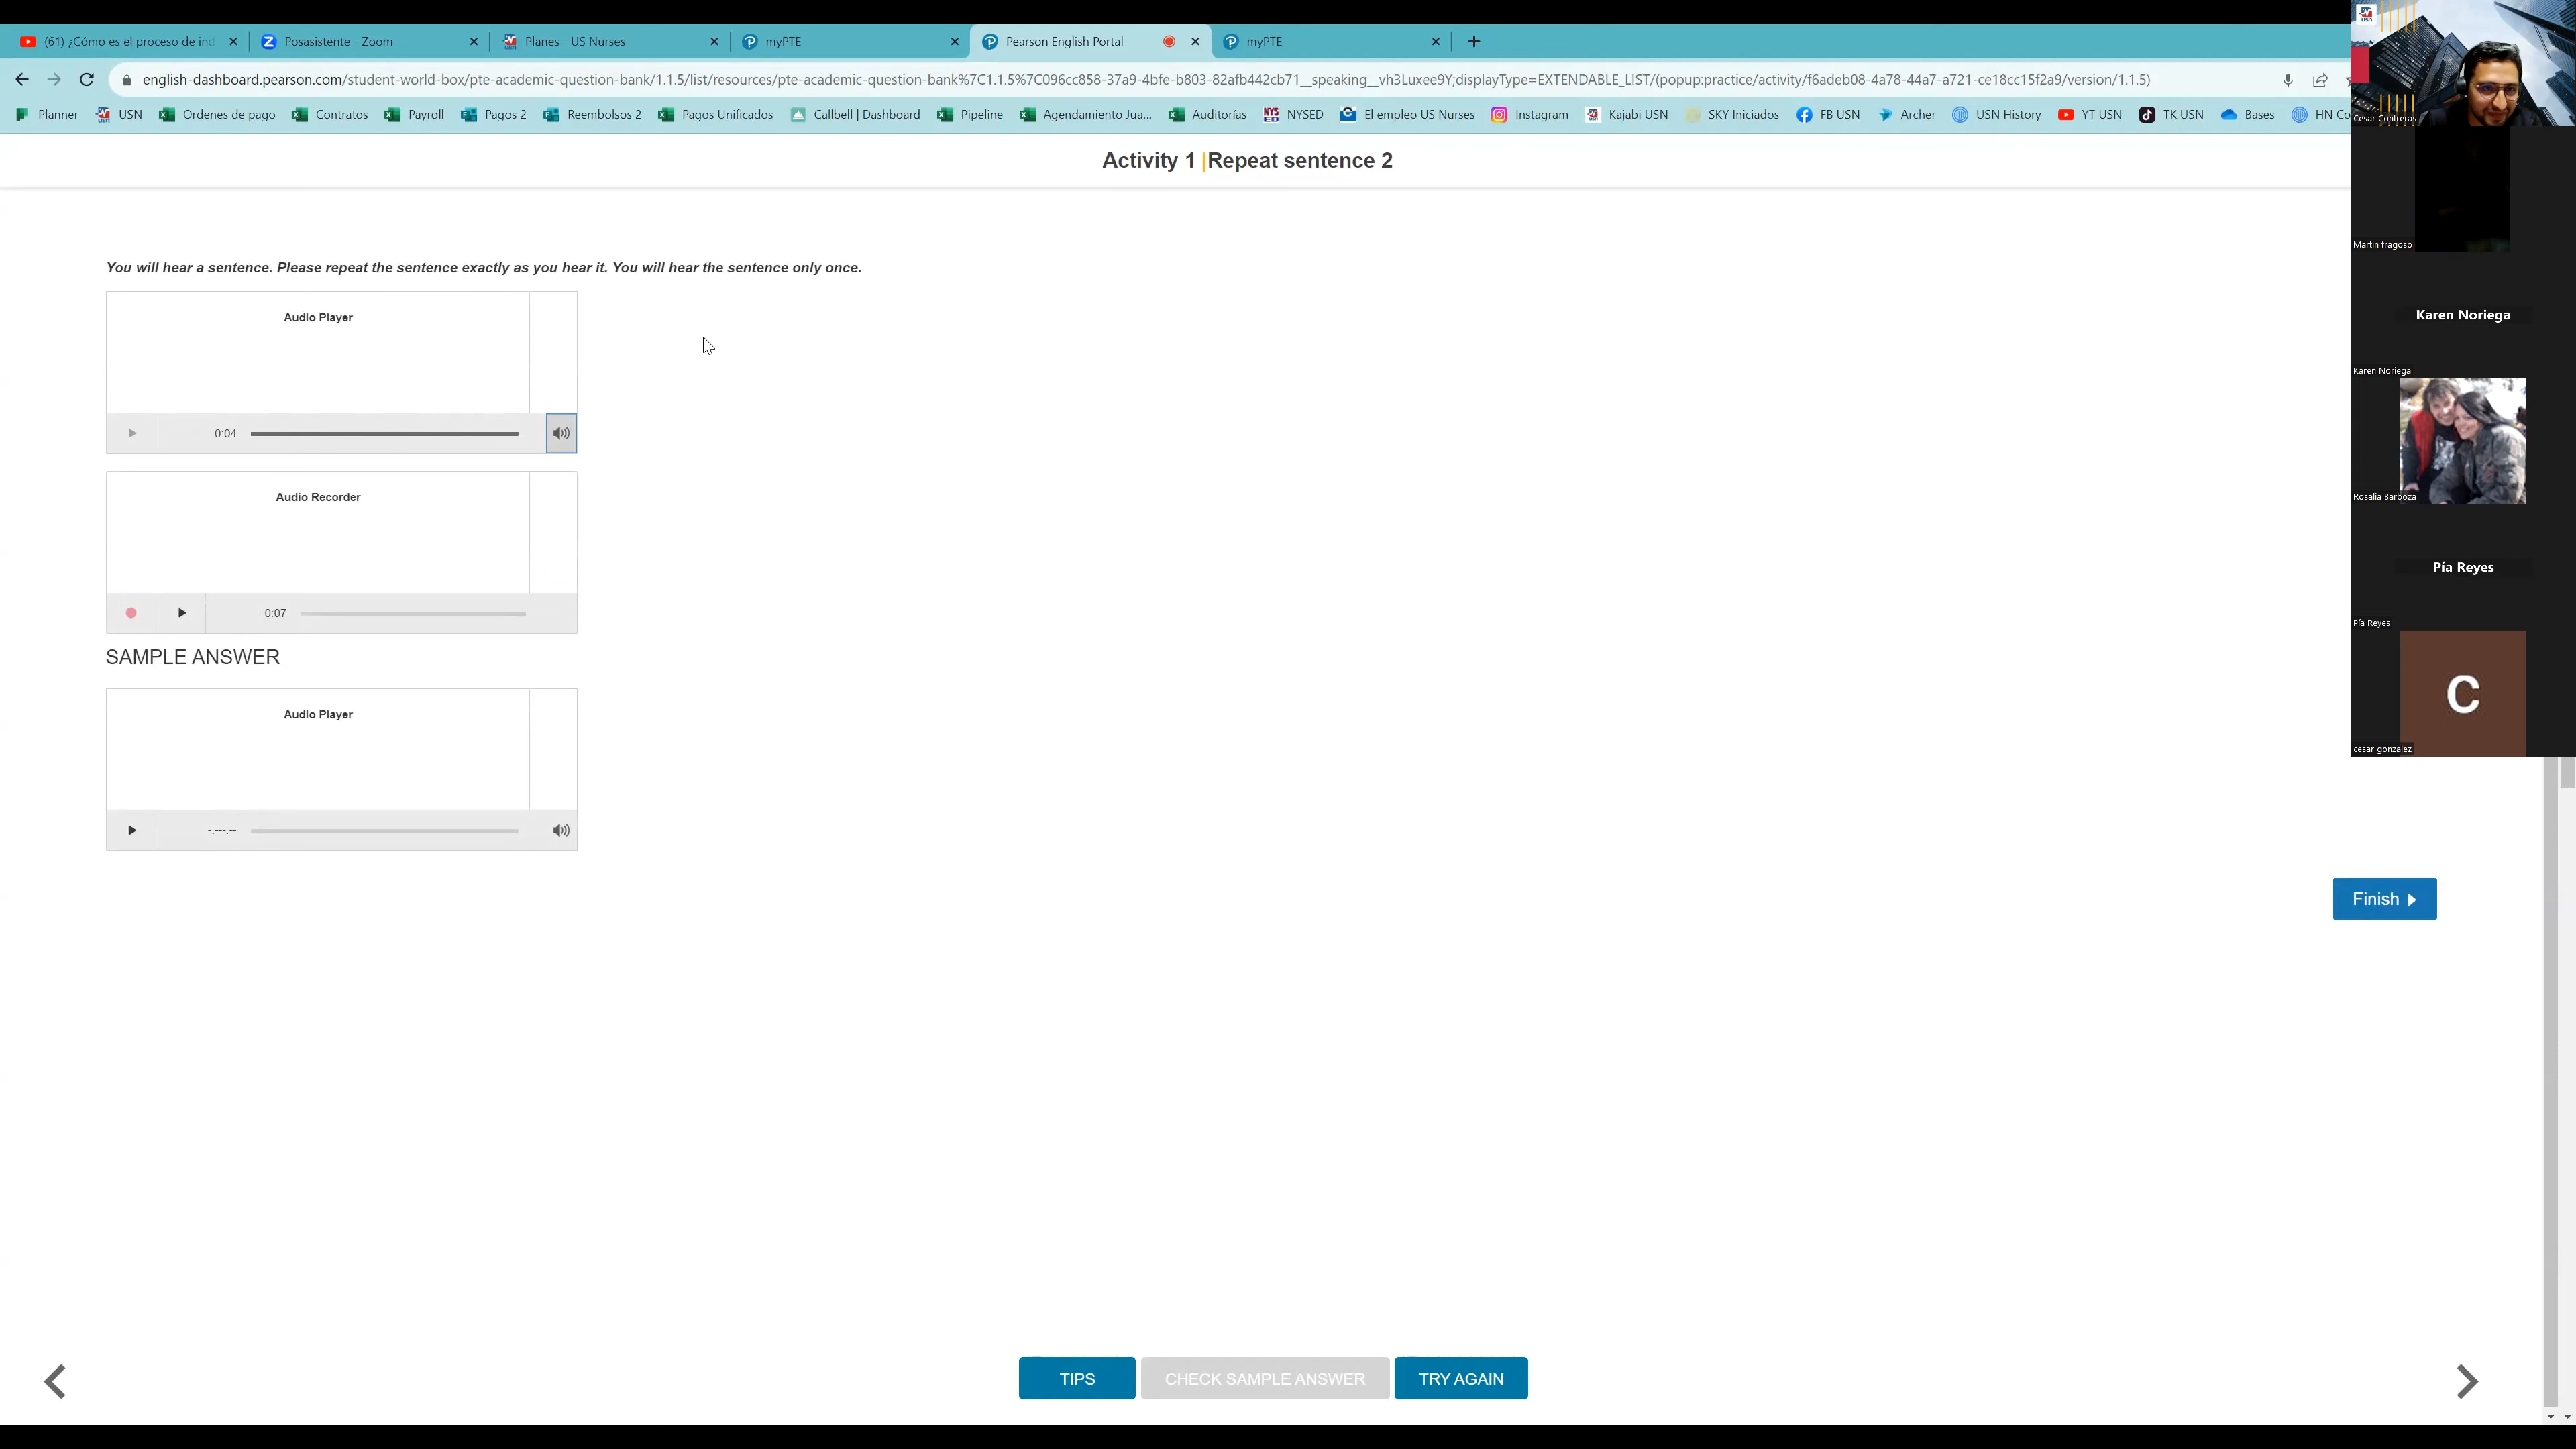 (61) ¿Cómo es el proceso de ind
Posasistente - Zoom
Planes - US Nurses
myPTE
Pearson English Portal
myPTE
english-dashboard.pearson.com/student-world-box/pte-academic-question-bank/1.1.5/list/resources/pte-academic-question-bank%7C1.1.5%7C096cc858-37a9-4bfe-b803-82afb442cb71__speaking__vh3Luxee9Y;displayType=EXTENDABLE_LIST/(popup:practice/activity/f6adeb08-4a78-44a7-a721-ce18cc15f2a9/version/1.1.5)
Planner USN Ordenes de pago Contratos Payroll Pagos 2 Reembolsos 2 Pagos Unificados Callbell | Dashboard Pipeline Agendamiento Jua... Auditorías NYSED El empleo US Nurses Instagram Kajabi USN SKY Iniciados FB USN Archer USN History YT USN TK USN Bases HN Co
Cesar Contreras
Activity 1 | Repeat sentence 2
Martin fragoso
You will hear a sentence. Please repeat the sentence exactly as you hear it. You will hear the sentence only once.
Audio Player
0:04
Karen Noriega
Karen Noriega
Audio Recorder
0:07
Rosalia Barboza
Pía Reyes
Pía Reyes
SAMPLE ANSWER
Audio Player
-:--:--
C
cesar gonzalez
Finish
TIPS
CHECK SAMPLE ANSWER
TRY AGAIN